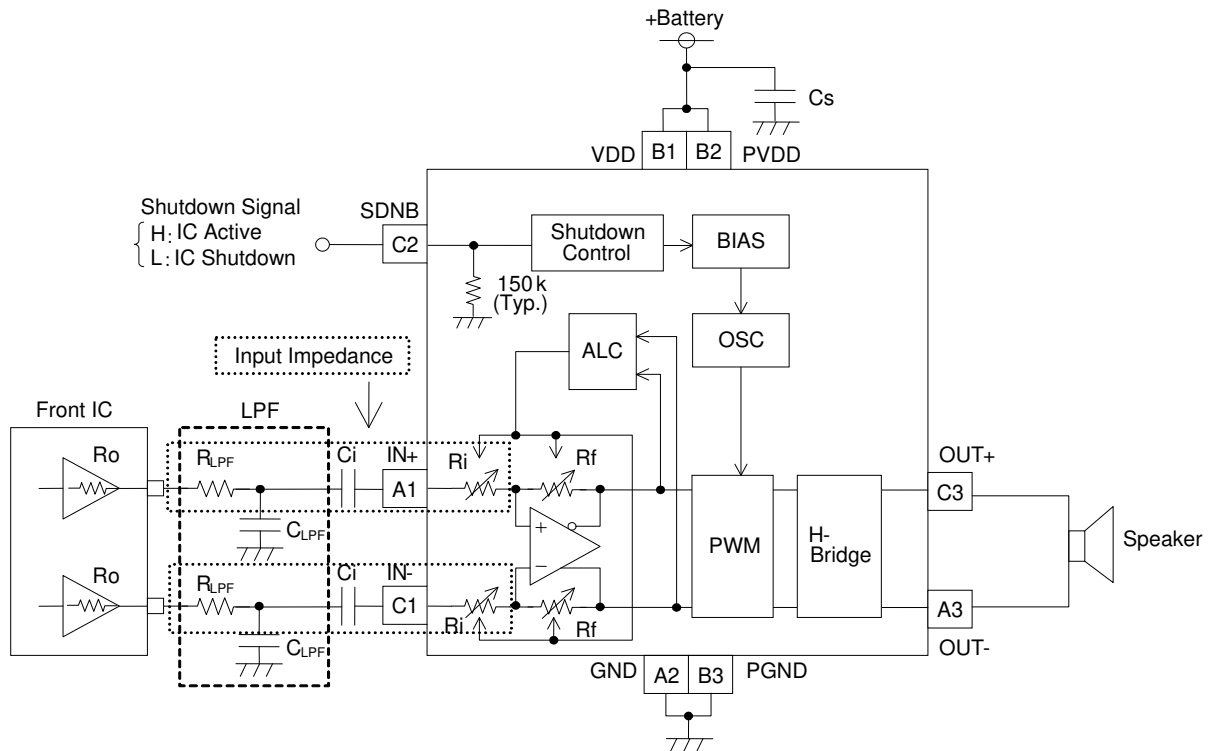 +Battery
Cs
VDD B1 B2 PVDD
Shutdown Signal
H: IC Active
L: IC Shutdown
SDNB
C2
Shutdown
Control
BIAS
150k
(Typ.)
OSC
ALC
Input Impedance
Front IC
LPF
Ro
RLPF
Ci
IN+
A1
Ri
Rf
CLPF
OUT+
C3
+
−
PWM
H-
Bridge
Speaker
Ro
RLPF
Ci
IN-
C1
Ri
Rf
CLPF
A3
OUT-
GND A2 B3 PGND